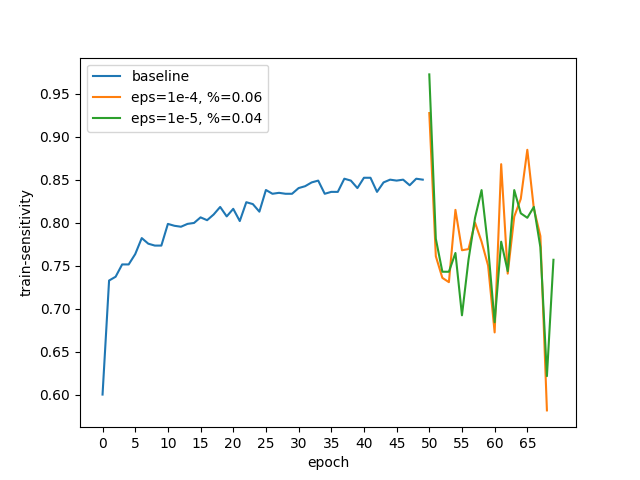 baseline
eps=1e-4, %=0.06
eps=1e-5, %=0.04
0.95
0.90
0.85
0.80
0.75
0.70
0.65
0.60
train-sensitivity
0 5 10 15 20 25 30 35 40 45 50 55 60 65
epoch